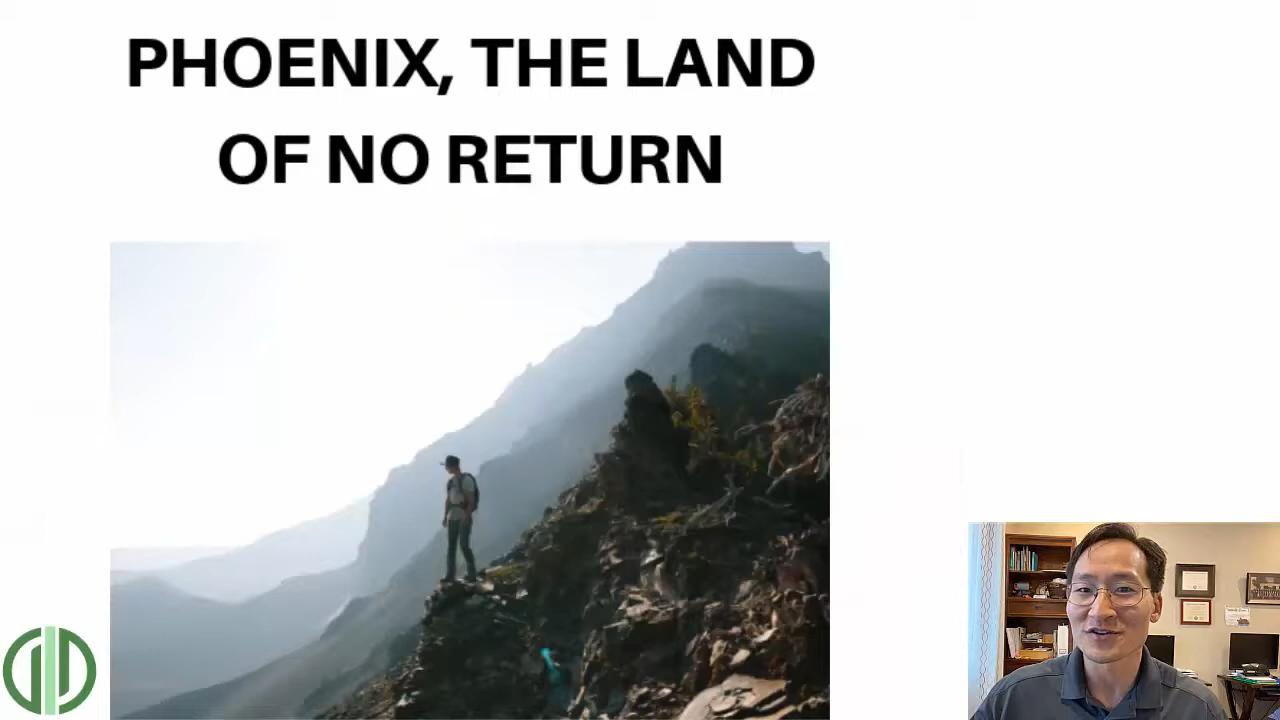 PHOENIX, THE LAND
OF NO RETURN